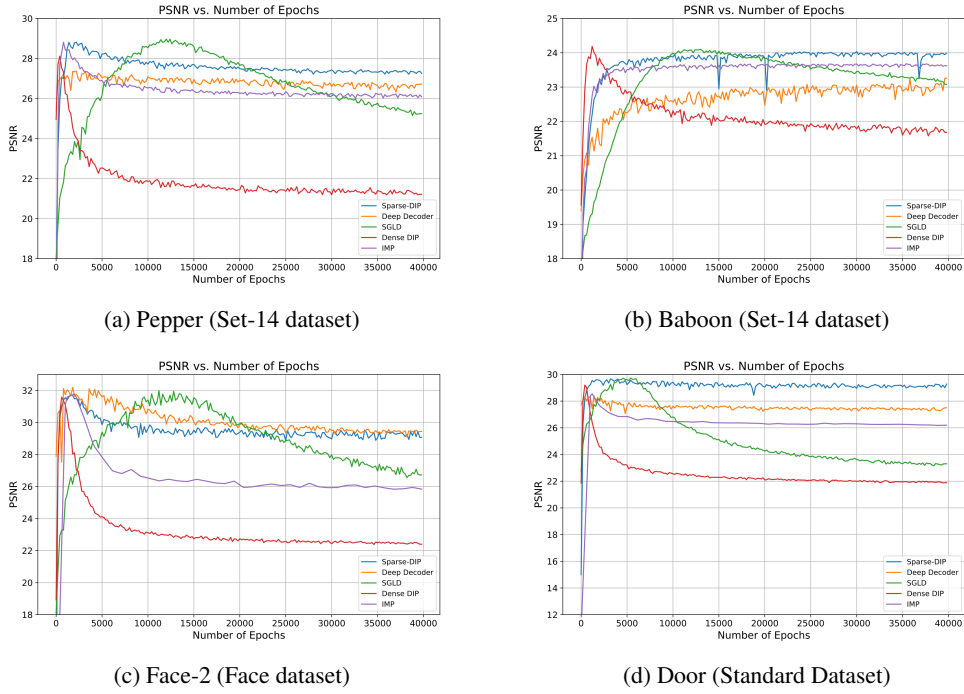 PSNR vs. Number of Epochs
30
28
26
24
22
20
18
PSNR
0 5000 10000 15000 20000 25000 30000 35000 40000
Number of Epochs
Sparse-DIP
Deep Decoder
SGLD
Dense DIP
IMP
(a) Pepper (Set-14 dataset)
PSNR vs. Number of Epochs
25
24
23
22
21
20
19
18
PSNR
0 5000 10000 15000 20000 25000 30000 35000 40000
Number of Epochs
Sparse-DIP
Deep Decoder
SGLD
Dense DIP
IMP
(b) Baboon (Set-14 dataset)
PSNR vs. Number of Epochs
32
30
28
26
24
22
20
18
PSNR
0 5000 10000 15000 20000 25000 30000 35000 40000
Number of Epochs
Sparse-DIP
Deep Decoder
SGLD
Dense DIP
IMP
(c) Face-2 (Face dataset)
PSNR vs. Number of Epochs
30
28
26
24
22
20
18
16
14
12
PSNR
0 5000 10000 15000 20000 25000 30000 35000 40000
Number of Epochs
Sparse-DIP
Deep Decoder
SGLD
Dense DIP
IMP
(d) Door (Standard Dataset)